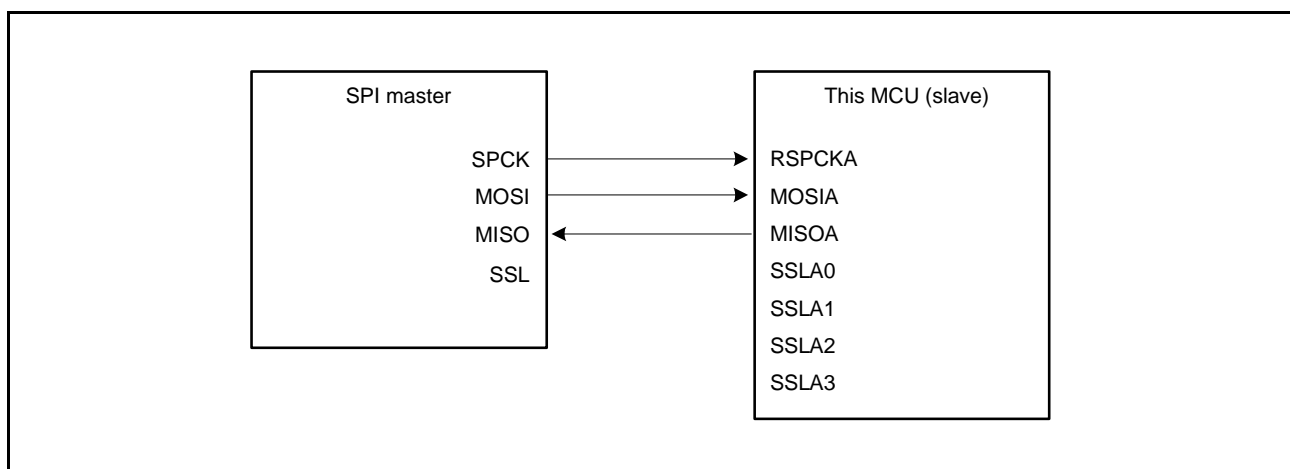 SPI master
SPCK
MOSI
MISO
SSL
This MCU (slave)
RSPCKA
MOSIA
MISOA
SSLA0
SSLA1
SSLA2
SSLA3